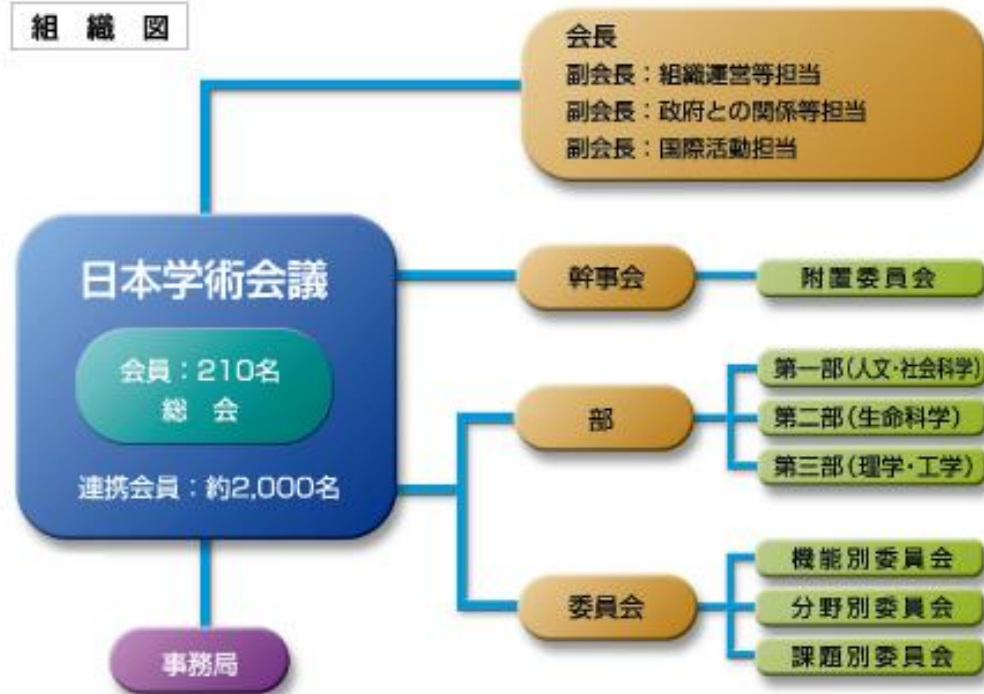 組 織 図
会長
副会長：組織運営等担当
副会長：政府との関係等担当
副会長：国際活動担当
日本学術会議
会員：210名
総　会
連携会員：約2,000名
幹事会
附置委員会
部
第一部(人文・社会科学)
第二部(生命科学)
第三部(理学・工学)
委員会
機能別委員会
分野別委員会
課題別委員会
事務局